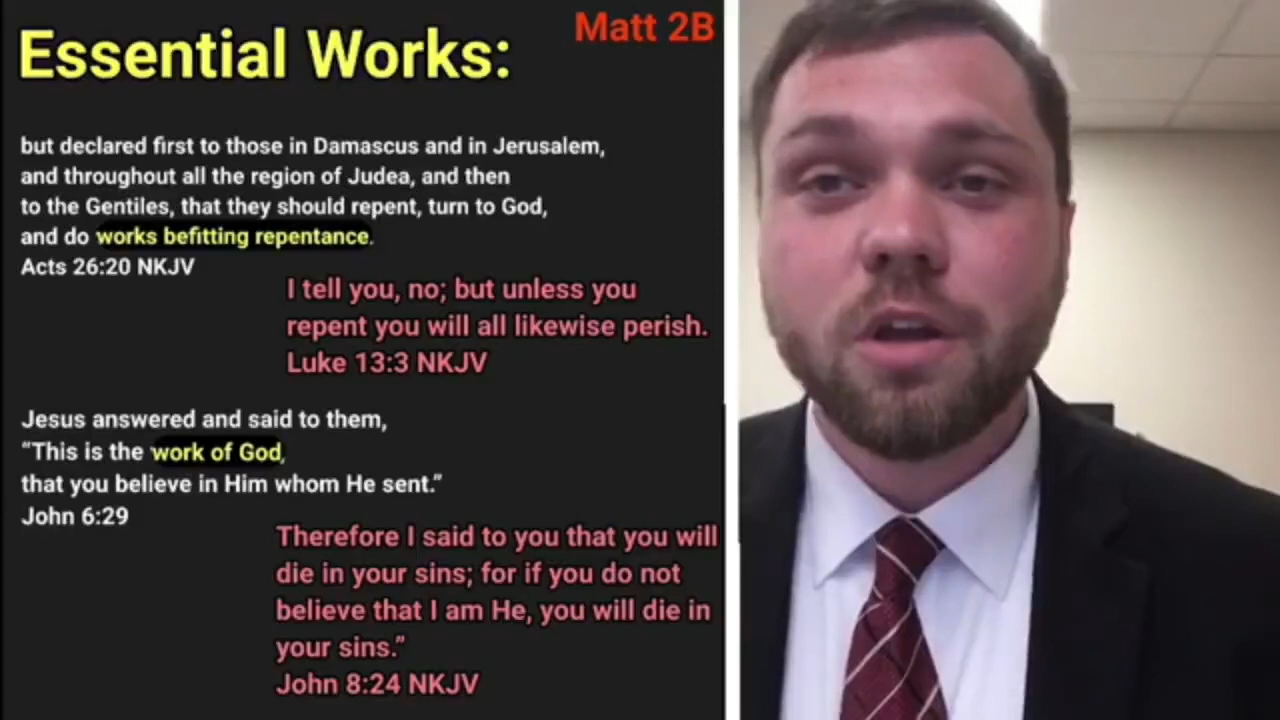 Essential Works:
Matt 2B
but declared first to those in Damascus and in Jerusalem,
and throughout all the region of Judea, and then
to the Gentiles, that they should repent, turn to God,
and do works befitting repentance.
Acts 26:20 NKJV
I tell you, no; but unless you
repent you will all likewise perish.
Luke 13:3 NKJV
Jesus answered and said to them,
“This is the work of God,
that you believe in Him whom He sent.”
John 6:29
Therefore I said to you that you will
die in your sins; for if you do not
believe that I am He, you will die in
your sins.”
John 8:24 NKJV